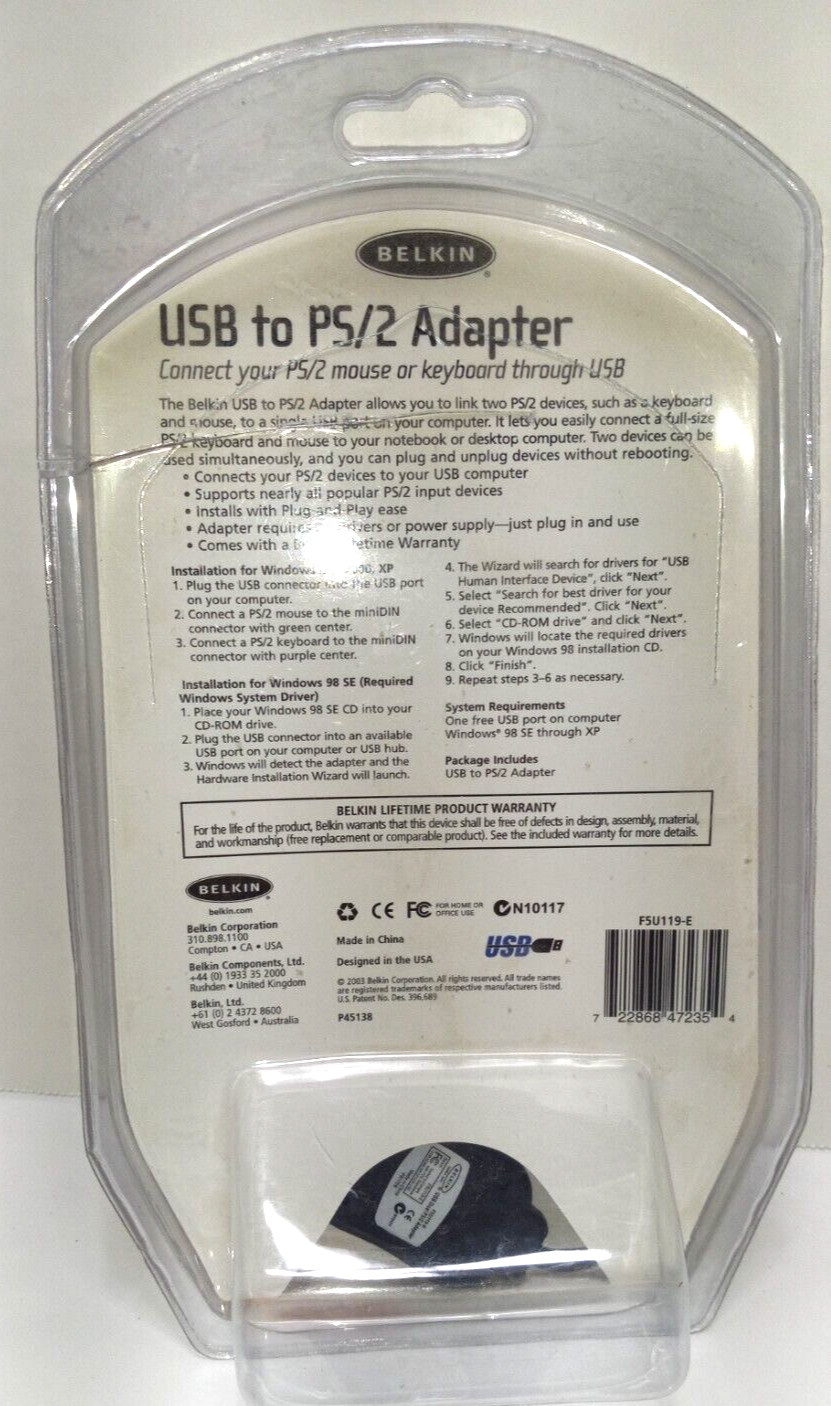 BELKIN
USB to PS/2 Adapter
Connect your PS/2 mouse or keyboard through USB
The Belkin USB to PS/2 Adapter allows you to link two PS/2 devices, such as a keyboard
and mouse, to a single USB port on your computer. It lets you easily connect a full-size
PS/2 keyboard and mouse to your notebook or desktop computer. Two devices can be
used simultaneously, and you can plug and unplug devices without rebooting.
• Connects your PS/2 devices to your USB computer
• Supports nearly all popular PS/2 input devices
• Installs with Plug-and-Play ease
• Adapter requires drivers or power supply—just plug in and use
• Comes with a Lifetime Warranty
Installation for Windows XP
1. Plug the USB connector into the USB port
on your computer.
2. Connect a PS/2 mouse to the miniDIN
connector with green center.
3. Connect a PS/2 keyboard to the miniDIN
connector with purple center.
Installation for Windows 98 SE (Required
Windows System Driver)
1. Place your Windows 98 SE CD into your
CD-ROM drive.
2. Plug the USB connector into an available
USB port on your computer or USB hub.
3. Windows will detect the adapter and the
Hardware Installation Wizard will launch.
4. The Wizard will search for drivers for "USB
Human Interface Device", click "Next".
5. Select "Search for best driver for your
device Recommended". Click "Next".
6. Select "CD-ROM drive" and click "Next".
7. Windows will locate the required drivers
on your Windows 98 installation CD.
8. Click "Finish".
9. Repeat steps 3–6 as necessary.
System Requirements
One free USB port on computer
Windows® 98 SE through XP
Package Includes
USB to PS/2 Adapter
BELKIN LIFETIME PRODUCT WARRANTY
For the life of the product, Belkin warrants that this device shall be free of defects in design, assembly, material,
and workmanship (free replacement or comparable product). See the included warranty for more details.
BELKIN
belkin.com
Belkin Corporation
310.898.1100
Compton • CA • USA
Belkin Components, Ltd.
+44 (0) 1933 35 2000
Rushden • United Kingdom
Belkin, Ltd.
+61 (0) 2 4372 8600
West Gosford • Australia
CE FC FOR HOME OR
OFFICE USE
N10117
Made in China
Designed in the USA
USB
© 2003 Belkin Corporation. All rights reserved. All trade names
are registered trademarks of respective manufacturers listed.
U.S. Patent No. Des. 396,689
P45138
F5U119-E
7 22868 47235 4
BELKIN